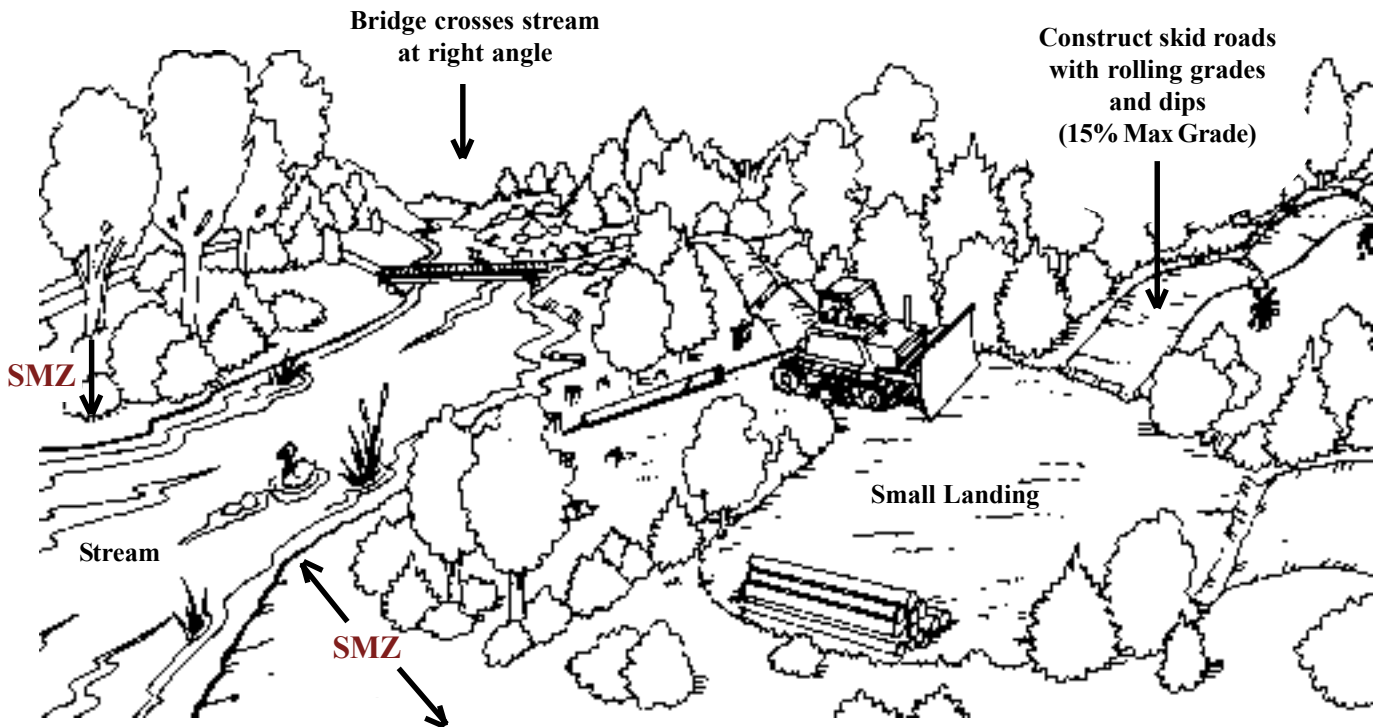 Bridge crosses stream
at right angle
Construct skid roads
with rolling grades
and dips
(15% Max Grade)
SMZ
Small Landing
Stream
SMZ